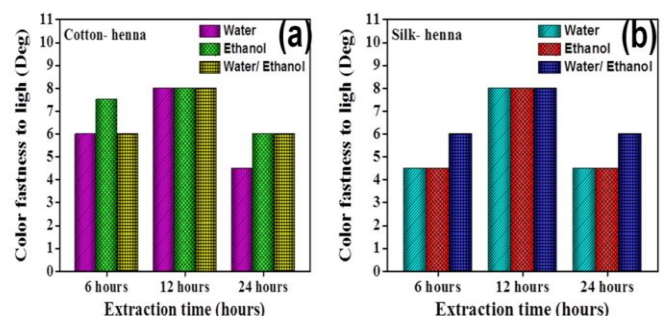 Color fastness to ligh (Deg)
11
10
9
8
7
6
5
4
3
2
1
0
Cotton- henna
(a)
Water
Ethanol
Water/ Ethanol
6 hours 12 hours 24 hours
Extraction time (hours)
Color fastness to ligh (Deg)
11
10
9
8
7
6
5
4
3
2
1
0
Silk- henna
(b)
Water
Ethanol
Water/ Ethanol
6 hours 12 hours 24 hours
Extraction time (hours)